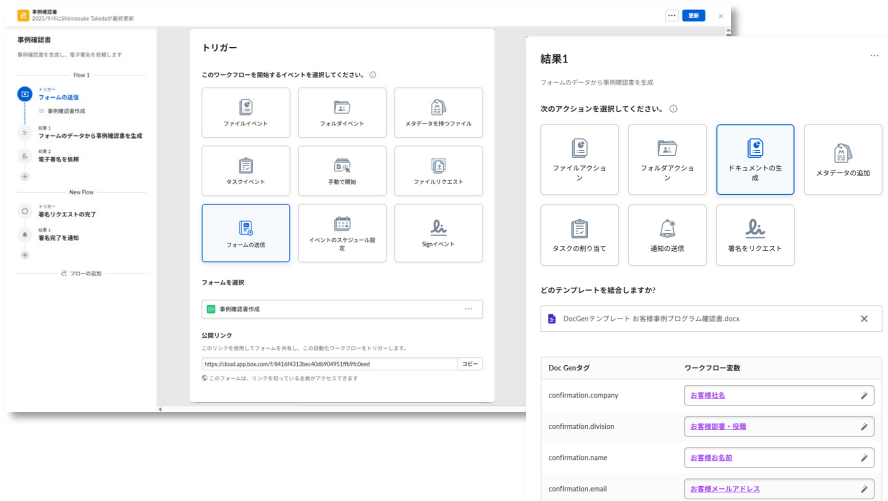 事例確認書
2025/9/4にShinnosuke Takedaが最終更新
更新
事例確認書
事例確認書を生成し、電子署名を依頼します
Flow 1
トリガー
フォームの送信
事例確認書作成
結果 1
フォームのデータから事例確認書を生成
結果 2
電子署名を依頼
New Flow
トリガー
署名リクエストの完了
結果 1
署名完了を通知
フローの追加
トリガー
このワークフローを開始するイベントを選択してください。
ファイルイベント
フォルダイベント
メタデータを持つファイル
タスクイベント
手動で開始
ファイルリクエスト
フォームの送信
イベントのスケジュール設
定
Signイベント
フォームを選択
事例確認書作成
公開リンク
このリンクを使用してフォームを共有し、この自動化ワークフローをトリガーします。
https://cloud.app.box.com/f/8416f4313bec40db904951ffb9fc0eed
コピー
このフォームは、リンクを知っている全員がアクセスできます
結果1
フォームのデータから事例確認書を生成
次のアクションを選択してください。
ファイルアクショ
ン
フォルダアクショ
ン
ドキュメントの生
成
メタデータの追加
タスクの割り当て
通知の送信
署名をリクエスト
どのテンプレートを結合しますか?
DocGenテンプレート お客様事例プログラム確認書.docx
Doc Genタグ
ワークフロー変数
confirmation.company
お客様社名
confirmation.division
お客様部署・役職
confirmation.name
お客様お名前
confirmation.email
お客様メールアドレス